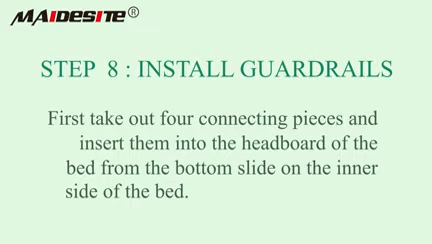 MAIDESITE®
STEP 8 : INSTALL GUARDRAILS
First take out four connecting pieces and
insert them into the headboard of the
bed from the bottom slide on the inner
side of the bed.